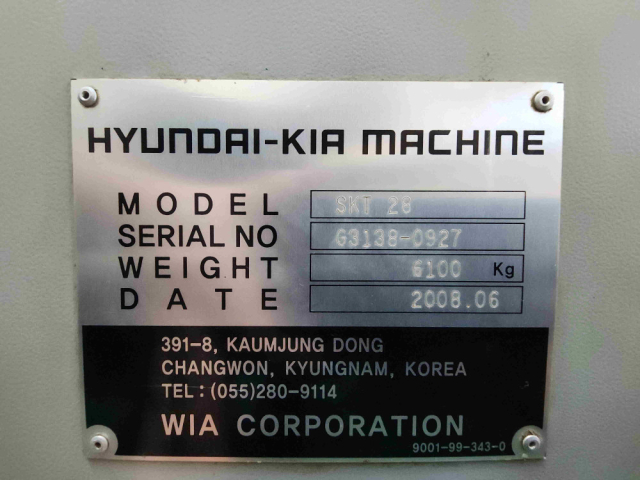 HYUNDAI-KIA MACHINE
MODEL SKT 28
SERIAL NO G3138-0927
WEIGHT 6100 Kg
DATE 2008.06
391-8, KAUMJUNG DONG
CHANGWON, KYUNGNAM, KOREA
TEL : (055)280-9114
WIA CORPORATION
9001-99-343-0